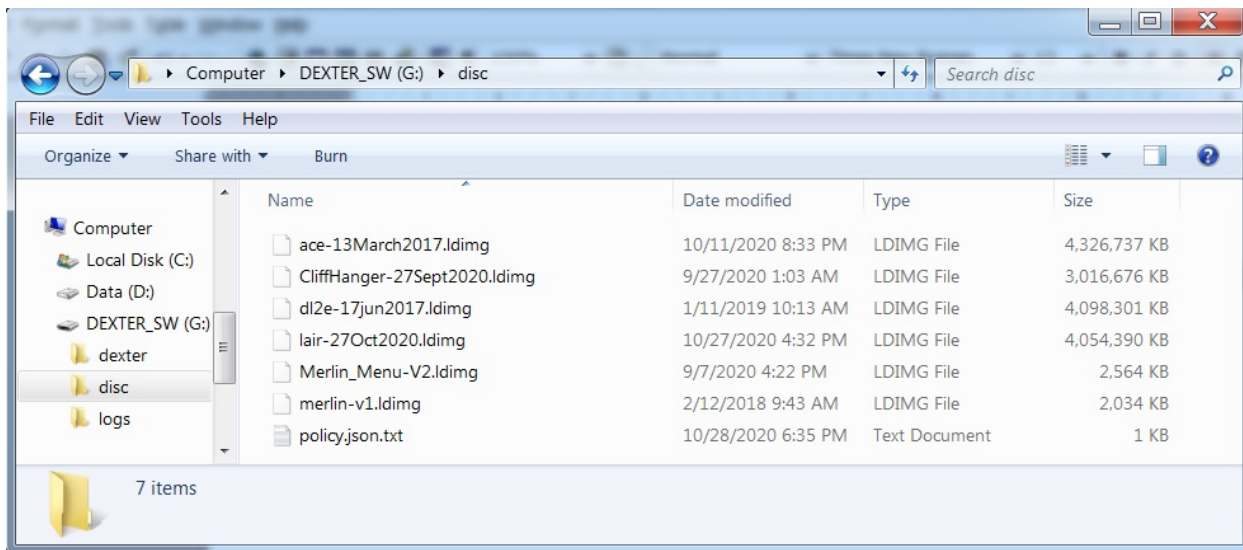 Computer ▸ DEXTER_SW (G:) ▸ disc Search disc
File Edit View Tools Help
Organize Share with Burn
Name Date modified Type Size
Computer
Local Disk (C:)
Data (D:)
DEXTER_SW (G:)
dexter
disc
logs
ace-13March2017.ldimg 10/11/2020 8:33 PM LDIMG File 4,326,737 KB
CliffHanger-27Sept2020.ldimg 9/27/2020 1:03 AM LDIMG File 3,016,676 KB
dl2e-17jun2017.ldimg 1/11/2019 10:13 AM LDIMG File 4,098,301 KB
lair-27Oct2020.ldimg 10/27/2020 4:32 PM LDIMG File 4,054,390 KB
Merlin_Menu-V2.ldimg 9/7/2020 4:22 PM LDIMG File 2,564 KB
merlin-v1.ldimg 2/12/2018 9:43 AM LDIMG File 2,034 KB
policy.json.txt 10/28/2020 6:35 PM Text Document 1 KB
7 items